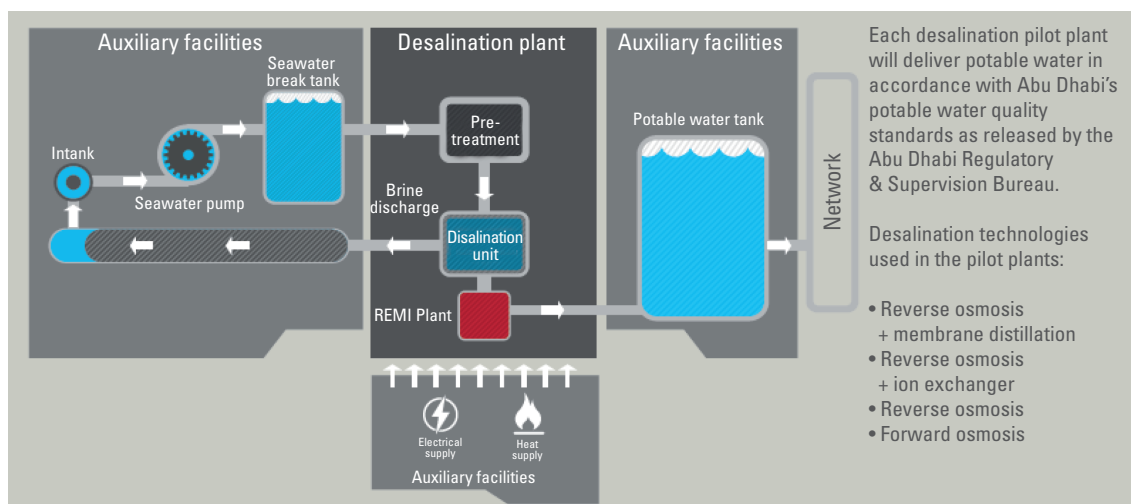 Auxiliary facilities
Seawater
break tank
Intank
Seawater pump
Desalination plant
Pre-
treatment
Brine
discharge
Disalination
unit
REMI Plant
Electrical
supply
Heat
supply
Auxiliary facilities
Auxiliary facilities
Potable water tank
Network
Each desalination pilot plant
will deliver potable water in
accordance with Abu Dhabi’s
potable water quality
standards as released by the
Abu Dhabi Regulatory
& Supervision Bureau.
Desalination technologies
used in the pilot plants:
• Reverse osmosis
+ membrane distillation
• Reverse osmosis
+ ion exchanger
• Reverse osmosis
• Forward osmosis